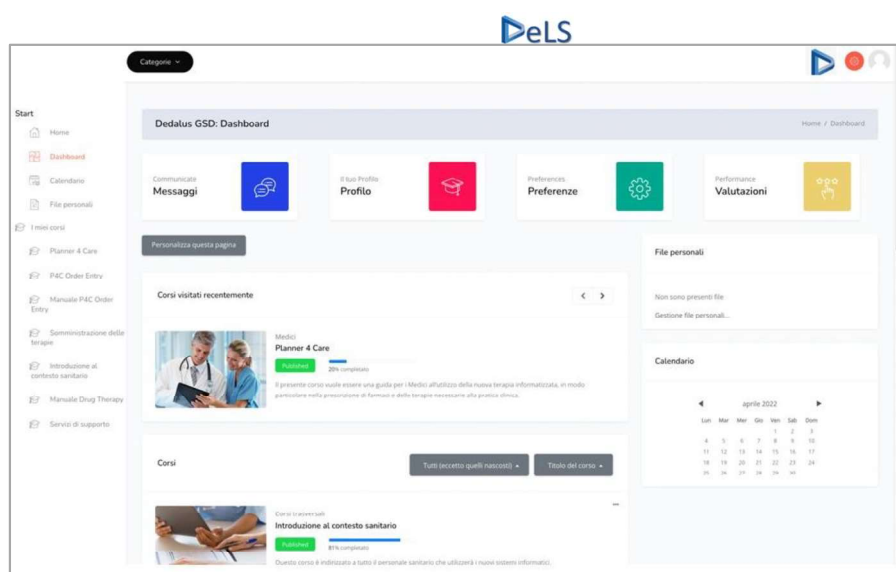 DeLS
Categorie
Start
Home
Dashboard
Calendario
File personali
I miei corsi
Planner 4 Care
P4C Order Entry
Manuale P4C Order
Entry
Somministrazione delle
terapie
Introduzione al
contesto sanitario
Manuale Drug Therapy
Servizi di supporto
Dedalus GSD: Dashboard
Home / Dashboard
Communicate
Messaggi
Il tuo Profilo
Profilo
Preferences
Preferenze
Performance
Valutazioni
Personalizza questa pagina
Corsi visitati recentemente
Medici
Planner 4 Care
Published
20% completato
Il presente corso vuole essere una guida per i Medici all'utilizzo della nuova terapia informatizzata, in modo
particolare nella prescrizione di farmaci o delle terapie necessarie alla pratica clinica.
Corsi
Tutti (eccetto quelli nascosti)
Titolo del corso
Corsi trasversali
Introduzione al contesto sanitario
Published
81% completato
Questo corso è indirizzato a tutto il personale sanitario che utilizzerà i nuovi sistemi informatici.
File personali
Non sono presenti file
Gestione file personali...
Calendario
aprile 2022
Lun Mar Mer Gio Ven Sab Dom
1 2 3
4 5 6 7 8 9 10
11 12 13 14 15 16 17
18 19 20 21 22 23 24
25 26 27 28 29 30